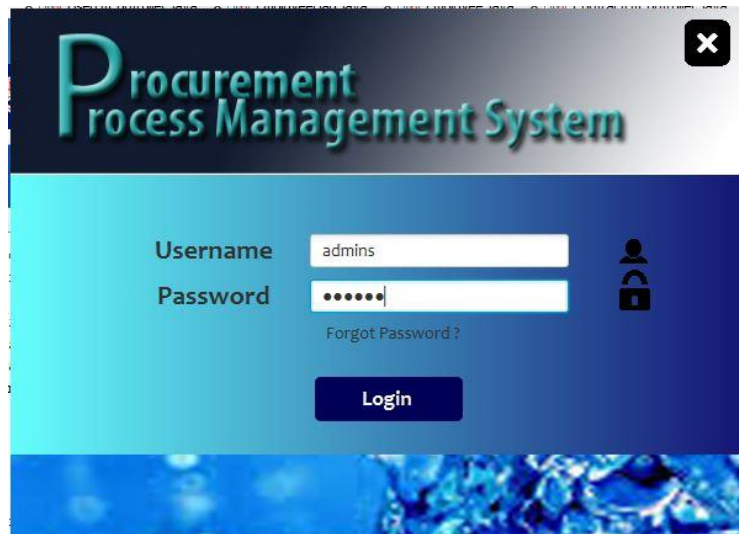 Procurement
Process Management System
Username
admins
Password
••••••
Forgot Password ?
Login